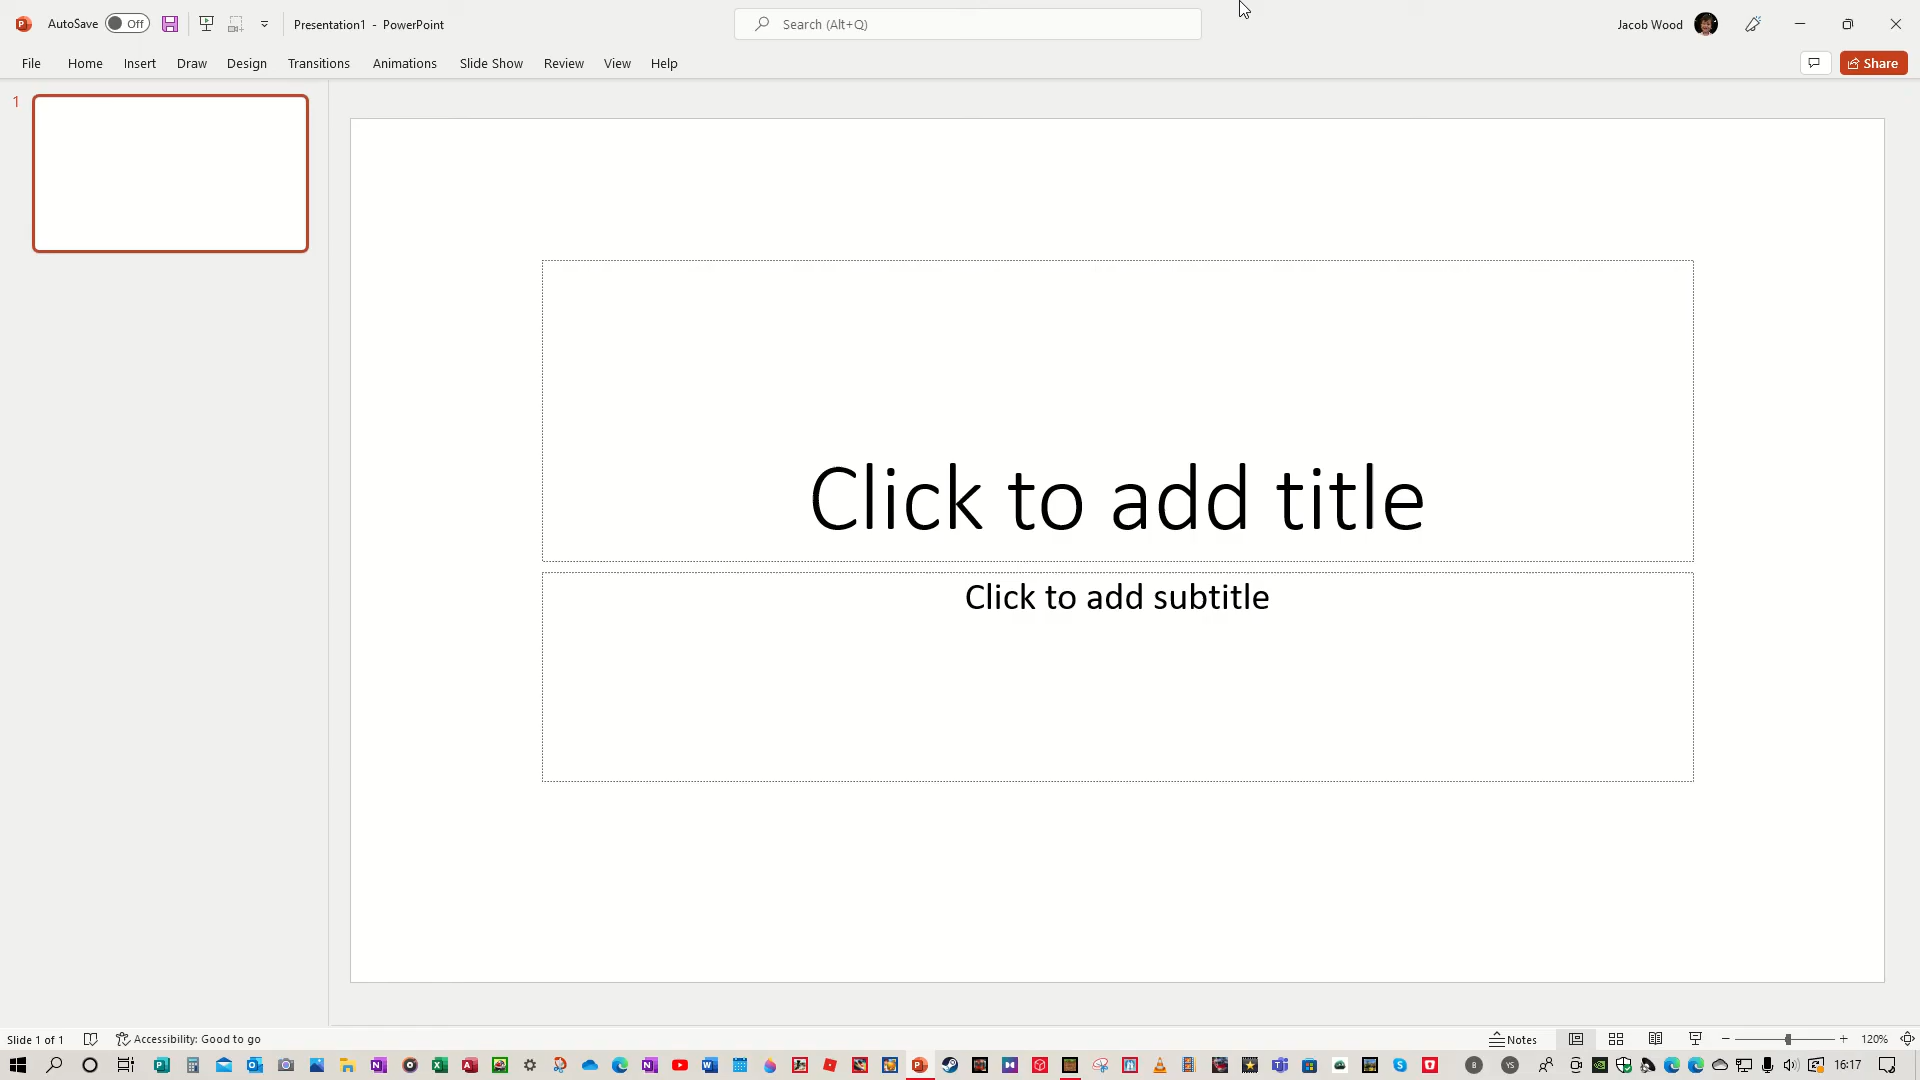 AutoSave Off Presentation1 - PowerPoint Search (Alt+Q) Jacob Wood
File Home Insert Draw Design Transitions Animations Slide Show Review View Help Share
1
Click to add title
Click to add subtitle
Slide 1 of 1 Accessibility: Good to go Notes 120%
16:17